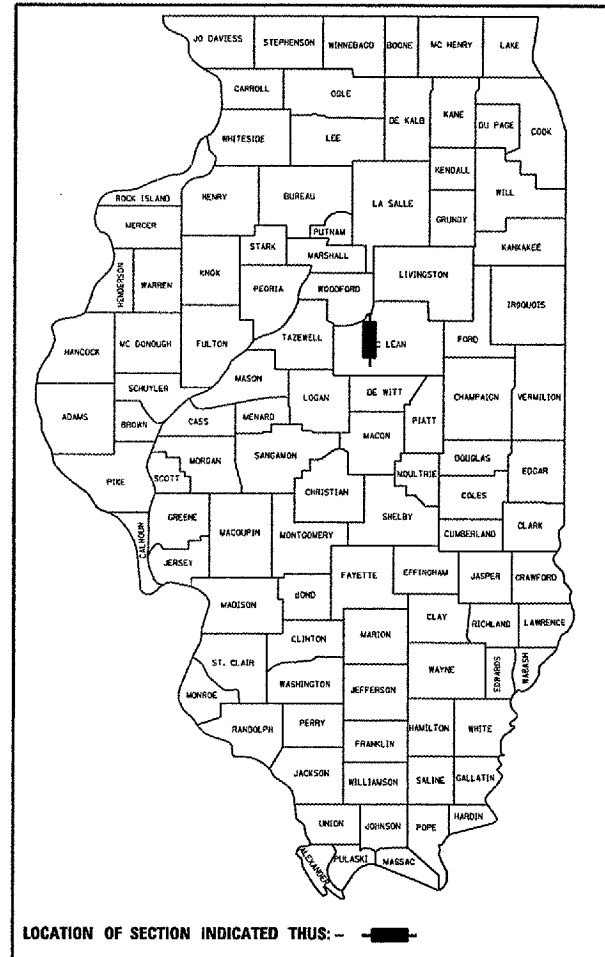 JO DAVIESS STEPHENSON WINNEBAGO BOONE MC HENRY LAKE
CARROLL OGLE DE KALB KANE DU PAGE COOK
WHITESIDE LEE KENDALL WILL
ROCK ISLAND HENRY BUREAU LA SALLE GRUNDY
MERCER PUTNAM KANKAKEE
STARK MARSHALL LIVINGSTON
HENDERSON WARREN KNOX PEORIA WOODFORD IROQUOIS
HANCOCK MC DONOUGH FULTON TAZEWELL C LEAN FORD
SCHUYLER MASON LOGAN DE WITT CHAMPAIGN VERMILION
ADAMS BROWN CASS MENARD PIATT
MACON
MORGAN SANGAMON DOUGLAS EDGAR
PIKE SCOTT CHRISTIAN MOULTRIE COLES
GREENE SHELBY CLARK
CALHOUN MACOUPIN MONTGOMERY CUMBERLAND
JERSEY FAYETTE EFFINGHAM JASPER CRAWFORD
MADISON BOND CLAY RICHLAND LAWRENCE
CLINTON MARION
ST. CLAIR WAYNE EDWARDS WABASH
WASHINGTON JEFFERSON
MONROE
RANDOLPH PERRY HAMILTON WHITE
FRANKLIN
JACKSON WILLIAMSON SALINE GALLATIN
HARDIN
UNION JOHNSON POPE
ALEXANDER PULASKI MASSAC
LOCATION OF SECTION INDICATED THUS: -